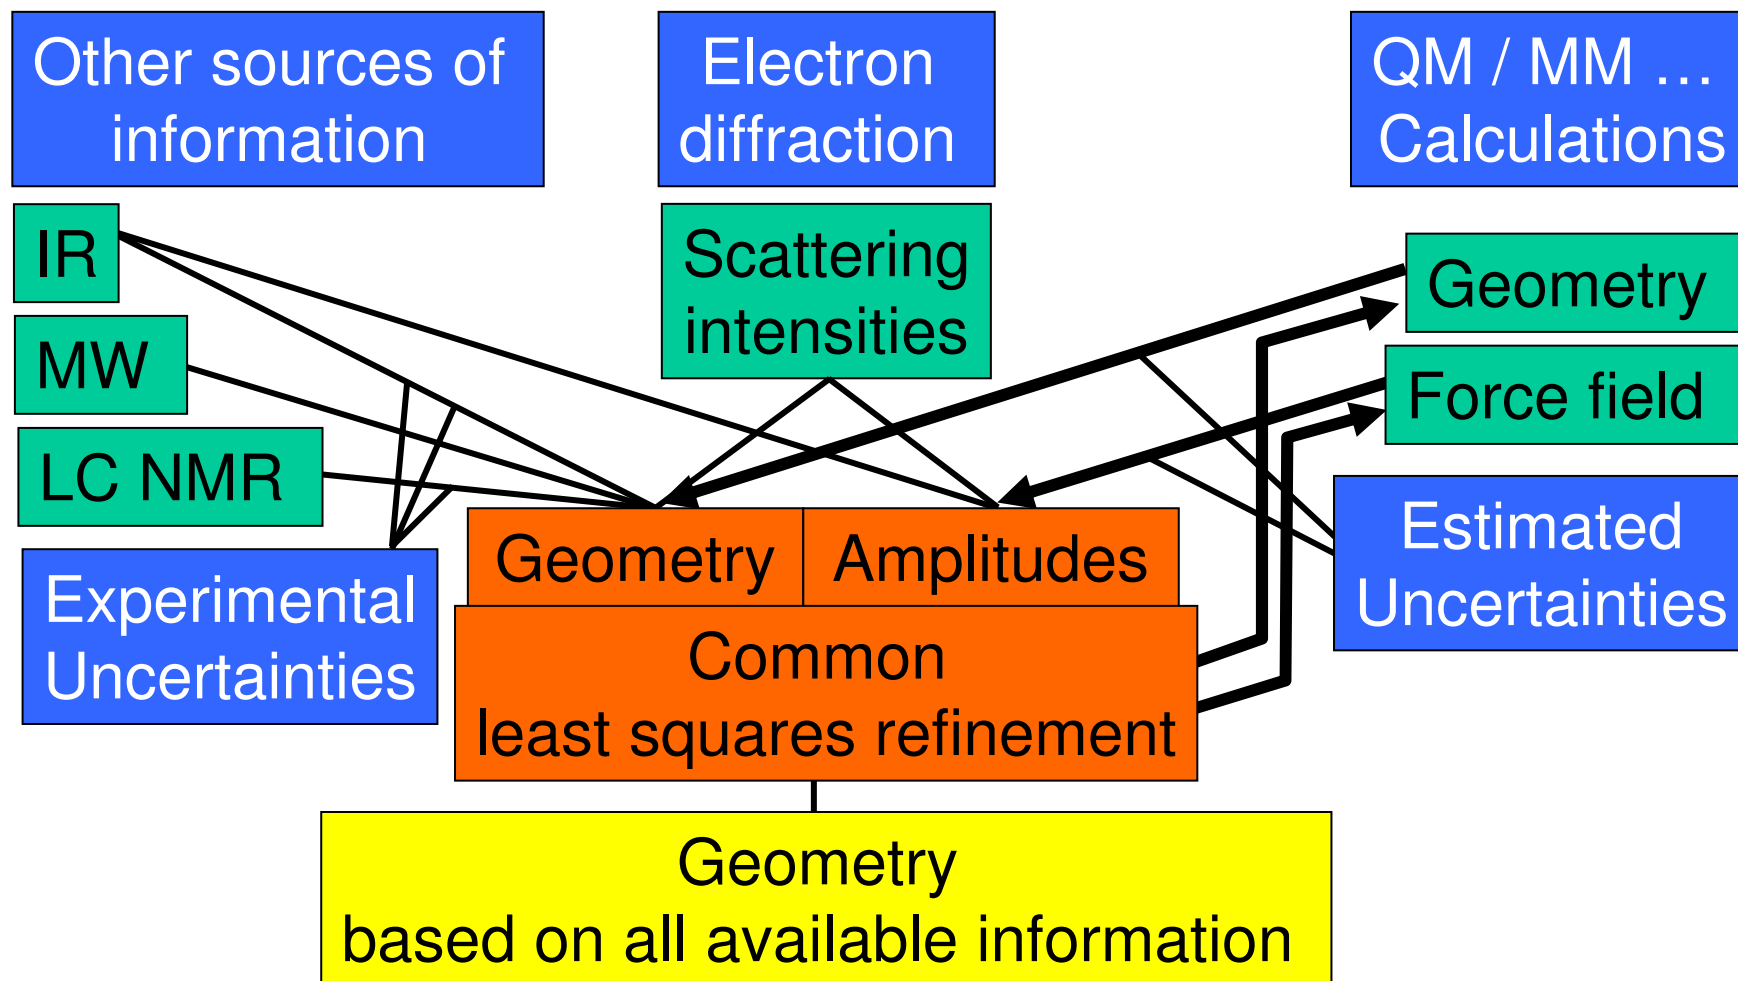 Other sources of
information
Electron
diffraction
QM / MM …
Calculations
IR
MW
LC NMR
Scattering
intensities
Geometry
Force field
Experimental
Uncertainties
Geometry
Amplitudes
Common
least squares refinement
Estimated
Uncertainties
Geometry
based on all available information